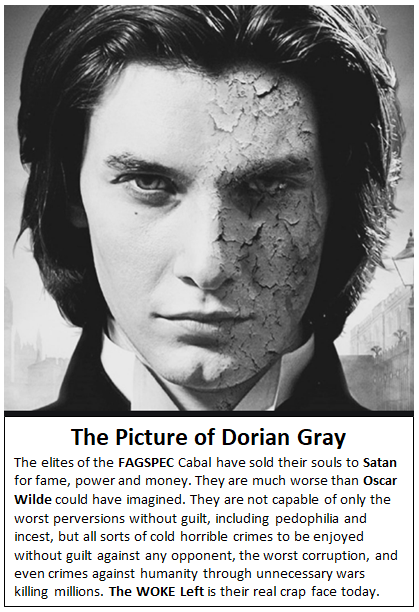 The Picture of Dorian Gray
The elites of the FAGSPEC Cabal have sold their souls to Satan
for fame, power and money. They are much worse than Oscar
Wilde could have imagined. They are not capable of only the
worst perversions without guilt, including pedophilia and
incest, but all sorts of cold horrible crimes to be enjoyed
without guilt against any opponent, the worst corruption, and
even crimes against humanity through unnecessary wars
killing millions. The WOKE Left is their real crap face today.